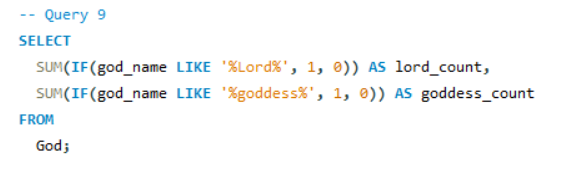 -- Query 9
SELECT
SUM(IF(god_name LIKE '%Lord%', 1, 0)) AS lord_count,
SUM(IF(god_name LIKE '%goddess%', 1, 0)) AS goddess_count
FROM
God;